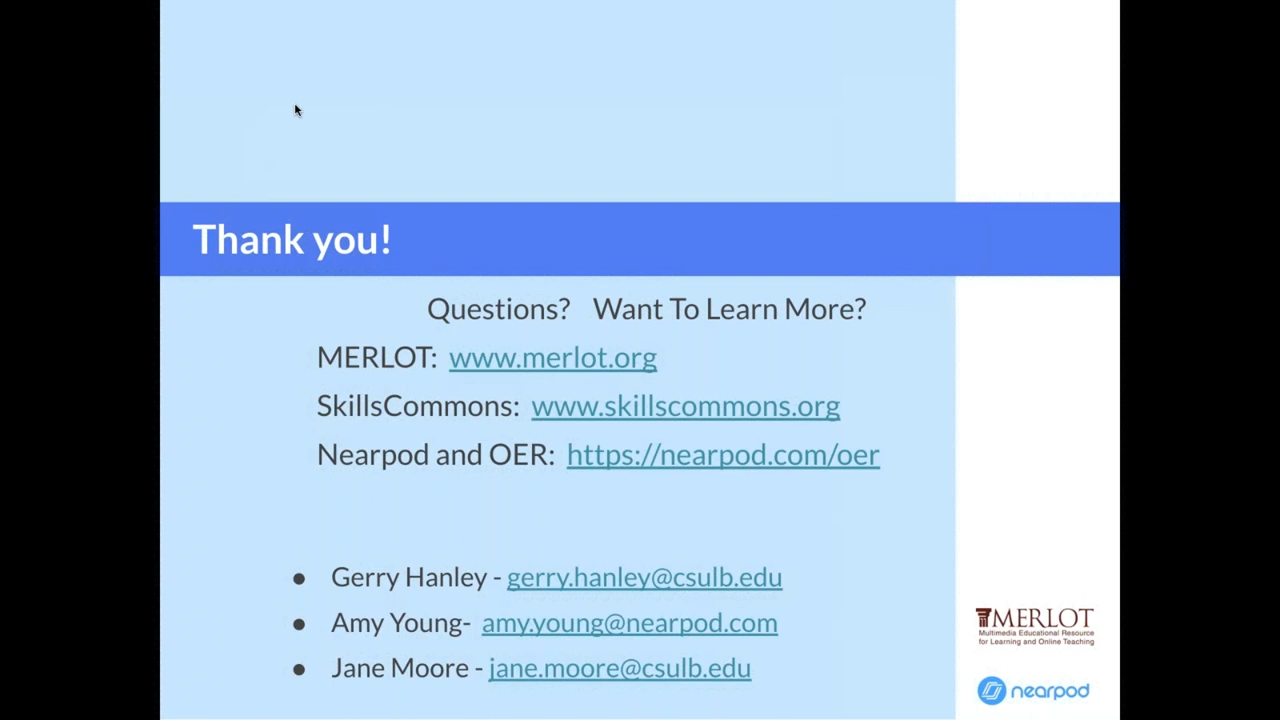 Thank you!
Questions? Want To Learn More?
MERLOT: www.merlot.org
SkillsCommons: www.skillscommons.org
Nearpod and OER: https://nearpod.com/oer
● Gerry Hanley - gerry.hanley@csulb.edu
● Amy Young- amy.young@nearpod.com
● Jane Moore - jane.moore@csulb.edu
MERLOT
Multimedia Educational Resource
for Learning and Online Teaching
nearpod